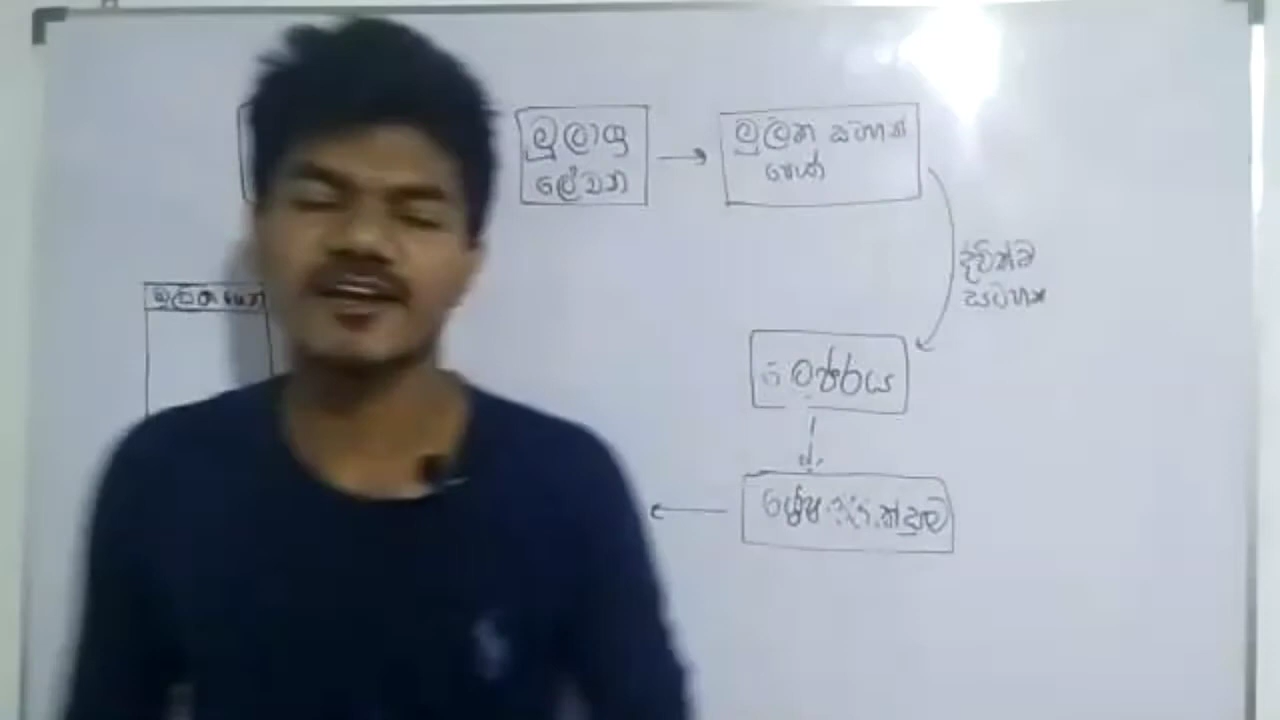 මූලාශ්‍ර
ලේඛන
මූලික සටහන්
පොත්
ද්විත්ව
සටහන
මූලික පොත්
ලෙජරය
ශේෂ පිරික්සුම